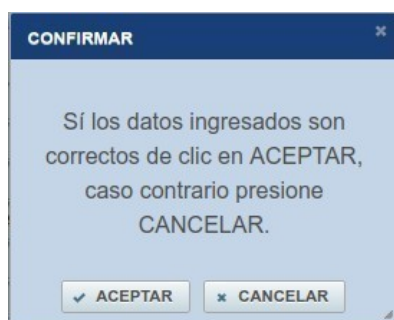 CONFIRMAR
Sí los datos ingresados son
correctos de clic en ACEPTAR,
caso contrario presione
CANCELAR.
ACEPTAR CANCELAR